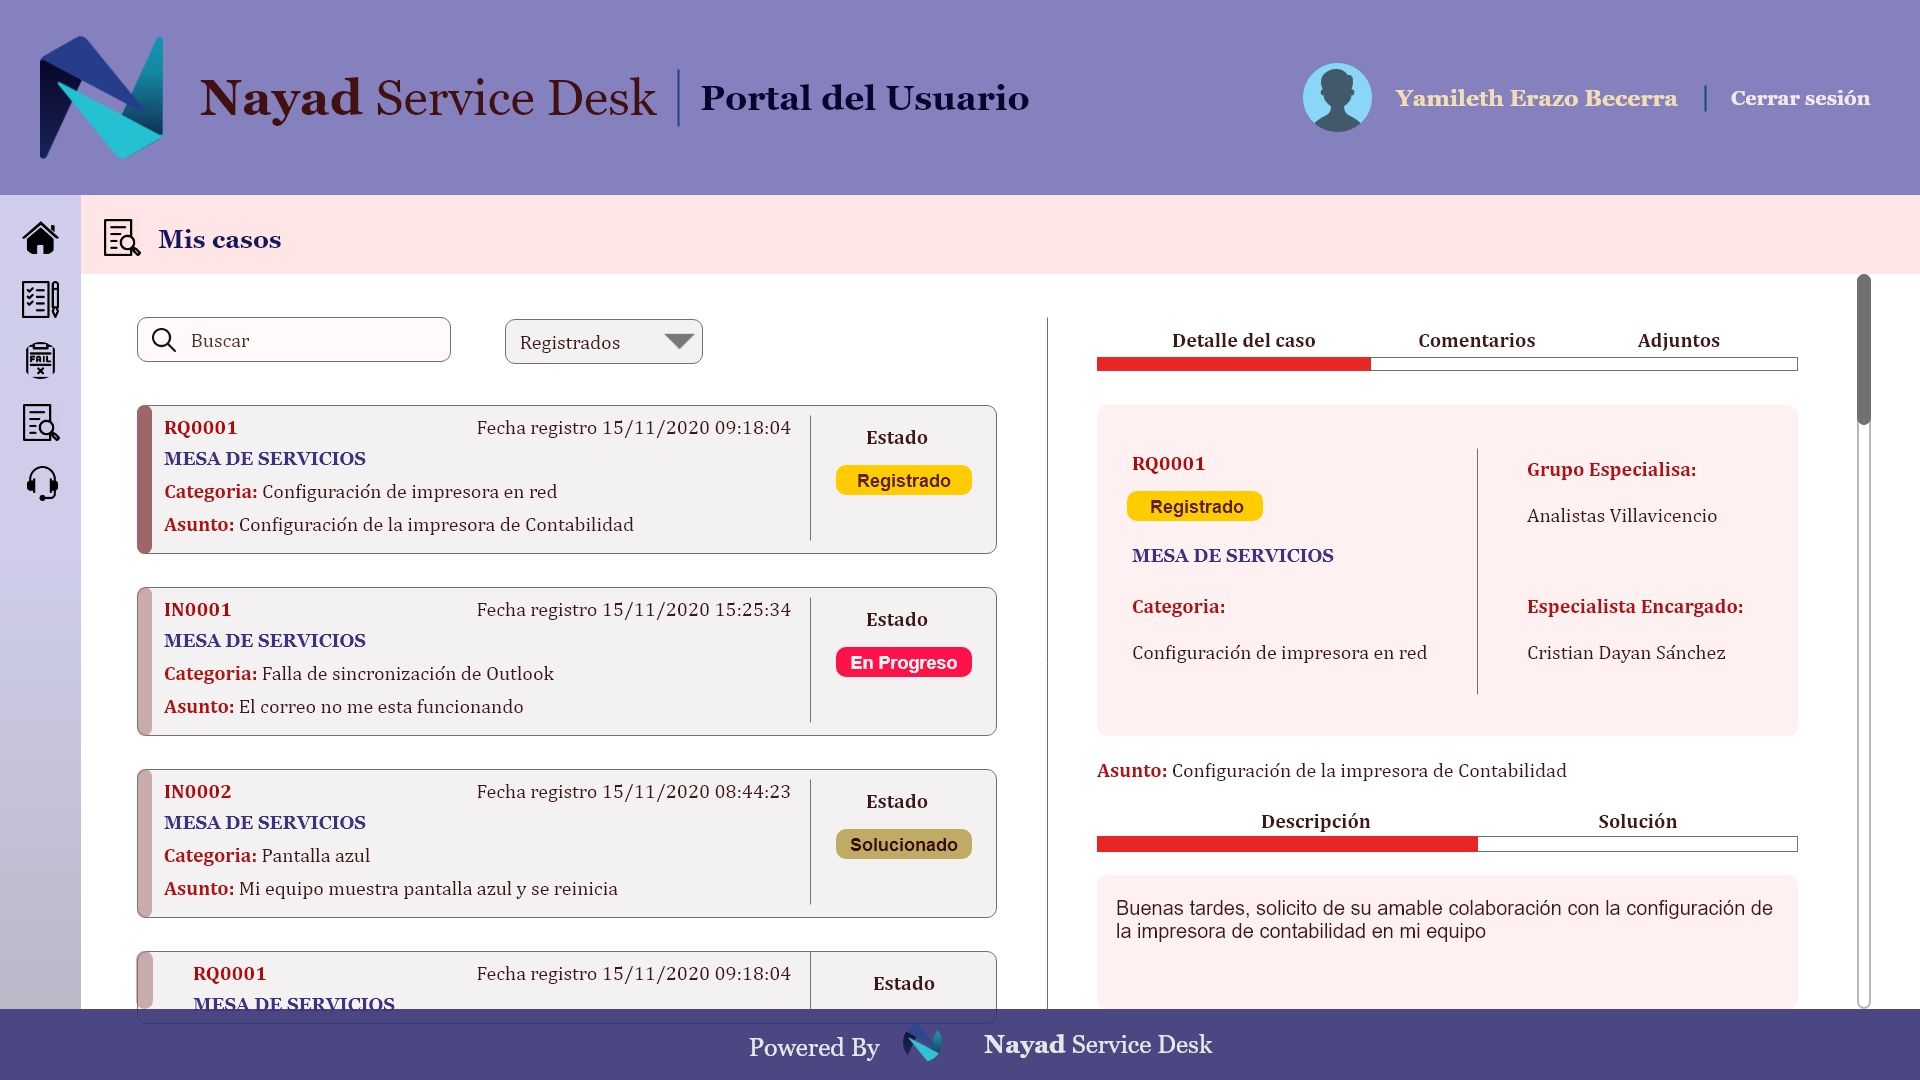 Nayad Service Desk
Portal del Usuario
Yamileth Erazo Becerra
Cerrar sesión
FAIL
Mis casos
Buscar
Registrados
RQ0001
Fecha registro 15/11/2020 09:18:04
MESA DE SERVICIOS
Categoria: Configuración de impresora en red
Asunto: Configuración de la impresora de Contabilidad
Estado
Registrado
IN0001
Fecha registro 15/11/2020 15:25:34
MESA DE SERVICIOS
Categoria: Falla de sincronización de Outlook
Asunto: El correo no me esta funcionando
Estado
En Progreso
IN0002
Fecha registro 15/11/2020 08:44:23
MESA DE SERVICIOS
Categoria: Pantalla azul
Asunto: Mi equipo muestra pantalla azul y se reinicia
Estado
Solucionado
RQ0001
Fecha registro 15/11/2020 09:18:04
MESA DE SERVICIOS
Estado
Detalle del caso
Comentarios
Adjuntos
RQ0001
Registrado
MESA DE SERVICIOS
Categoria:
Configuración de impresora en red
Grupo Especialisa:
Analistas Villavicencio
Especialista Encargado:
Cristian Dayan Sánchez
Asunto: Configuración de la impresora de Contabilidad
Descripción
Solución
Buenas tardes, solicito de su amable colaboración con la configuración de
la impresora de contabilidad en mi equipo
Powered By
Nayad Service Desk